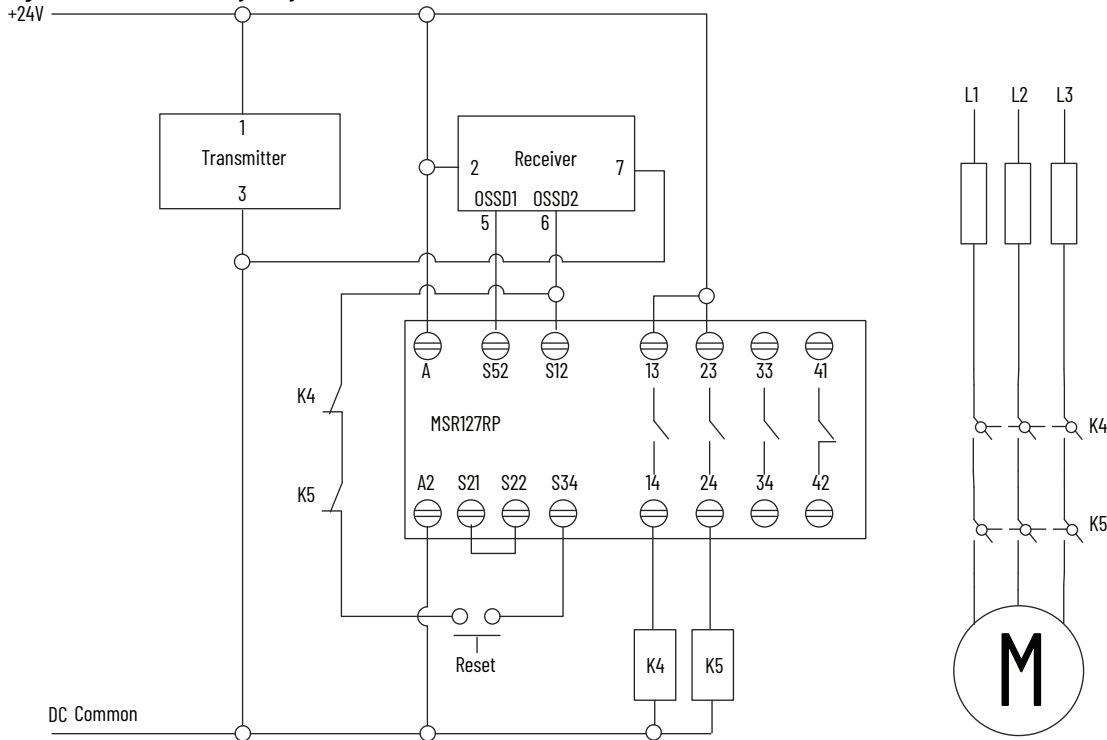 +24V
L1 L2 L3
1
Transmitter
3
2 Receiver 7
OSSD1 OSSD2
5 6
A S52 S12 13 23 33 41
K4
MSR127RP
K4
K5
A2 S21 S22 S34 14 24 34 42
K5
Reset
K4 K5
M
DC Common